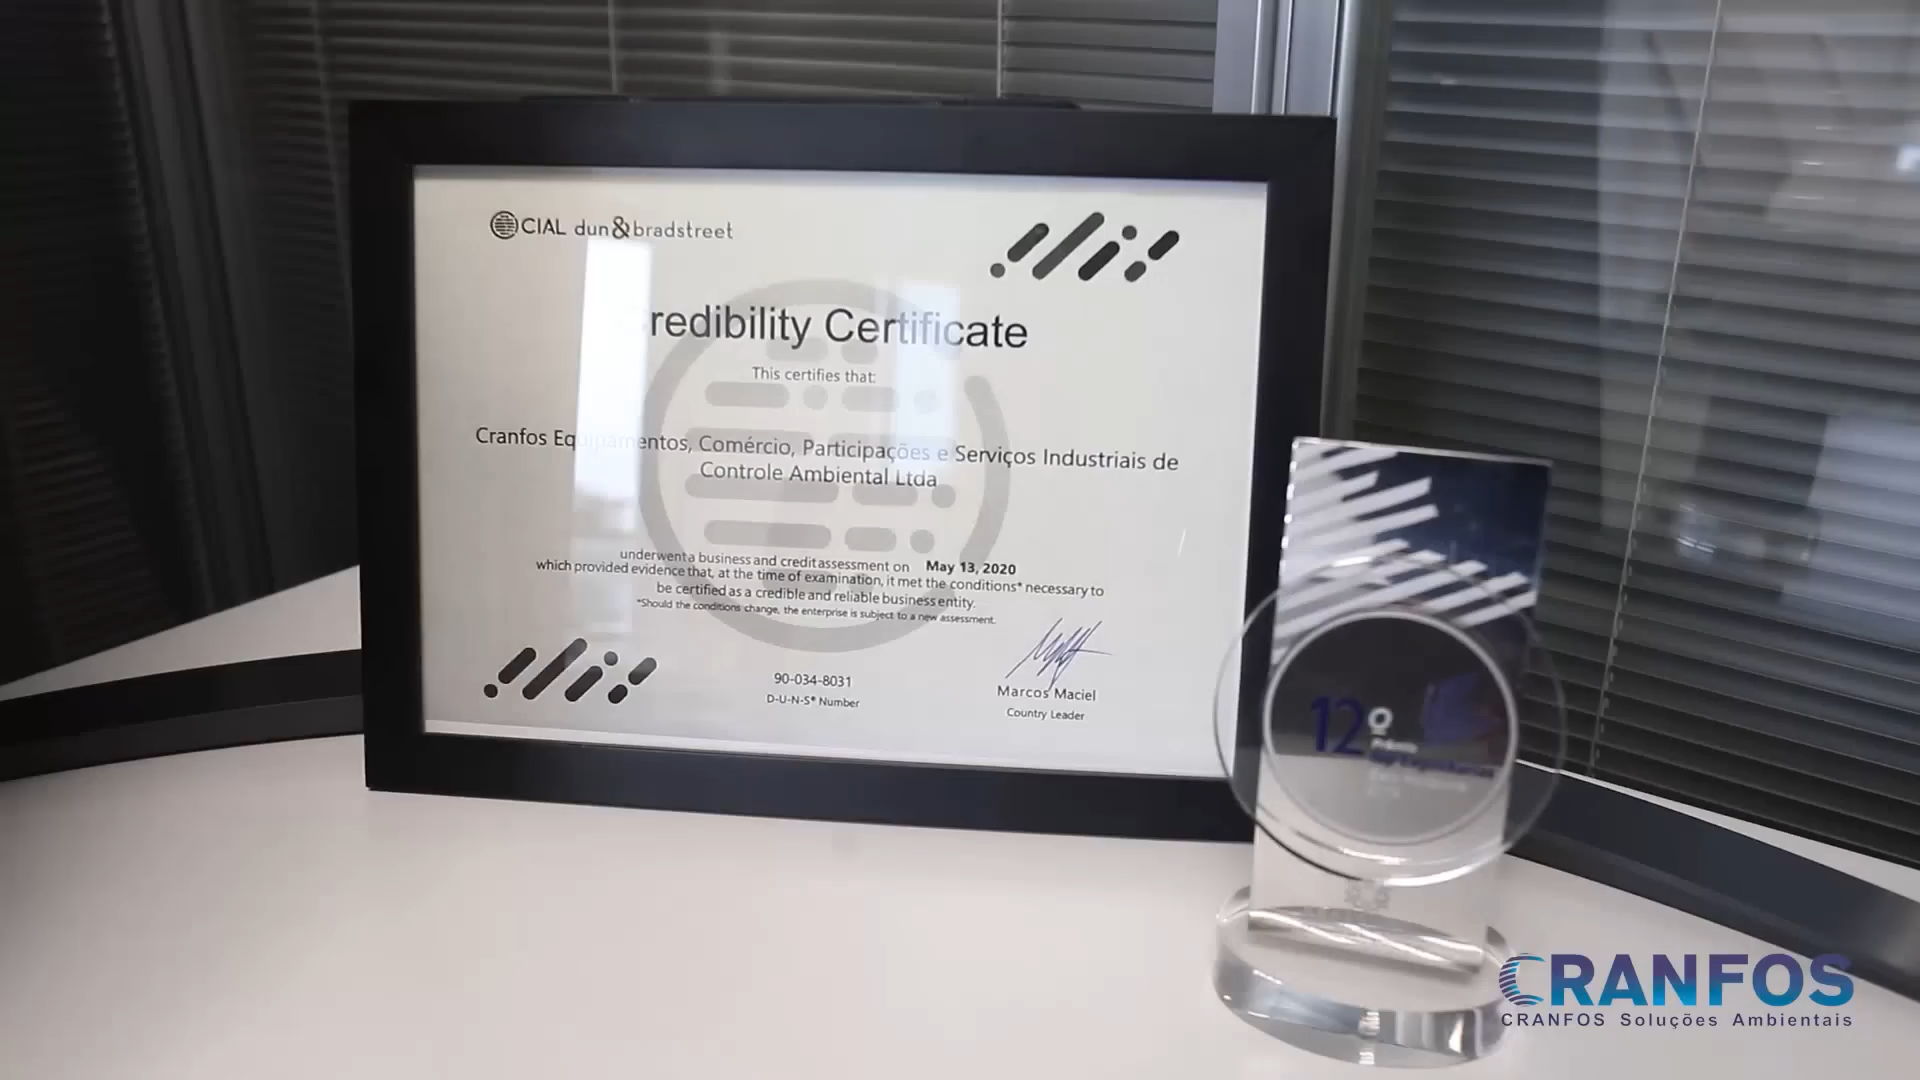 CIAL dun&bradstreet
redibility Certificate
This certifies that:
Cranfos Equipamentos, Comércio, Participações e Serviços Industriais de
Controle Ambiental Ltda
underwent a business and credit assessment on May 13, 2020
which provided evidence that, at the time of examination, it met the conditions* necessary to
be certified as a credible and reliable business entity.
*Should the conditions change, the enterprise is subject to a new assessment.
90-034-8031
D-U-N-S® Number
Marcos Maciel
Country Leader
12º
Prêmio
CRANFOS
CRANFOS Soluções Ambientais